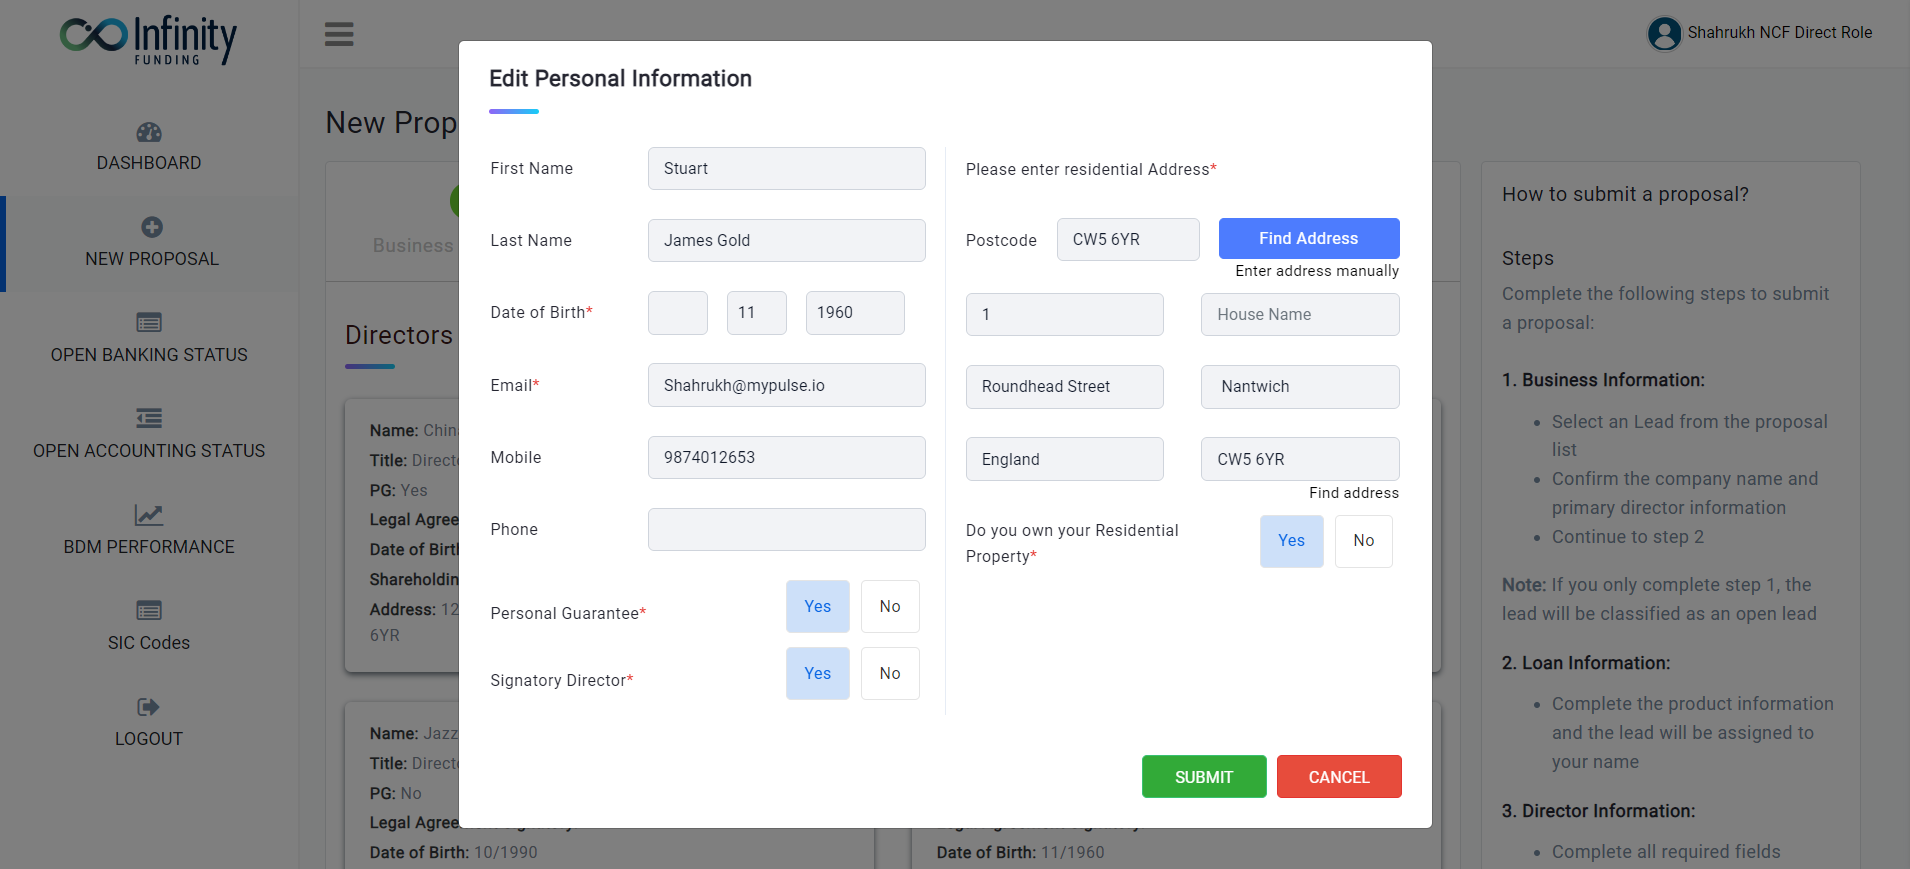 Infinity
FUNDING
Shahrukh NCF Direct Role
DASHBOARD
NEW PROPOSAL
OPEN BANKING STATUS
OPEN ACCOUNTING STATUS
BDM PERFORMANCE
SIC Codes
LOGOUT
New Prop
Business
Directors
Name: Chin
Title: Direct
PG: Yes
Legal Agree
Date of Birth
Shareholdin
Address: 12
6YR
Name: Jazz
Title: Direct
PG: No
Legal Agree
Date of Birth: 10/1990
Date of Birth: 11/1960
Edit Personal Information
First Name
Stuart
Last Name
James Gold
Date of Birth*
11
1960
Email*
Shahrukh@mypulse.io
Mobile
9874012653
Phone
Personal Guarantee*
Yes
No
Signatory Director*
Yes
No
Please enter residential Address*
Postcode
CW5 6YR
Find Address
Enter address manually
1
House Name
Roundhead Street
Nantwich
England
CW5 6YR
Find address
Do you own your Residential
Property*
Yes
No
SUBMIT
CANCEL
How to submit a proposal?
Steps
Complete the following steps to submit
a proposal:
1. Business Information:
• Select an Lead from the proposal
list
• Confirm the company name and
primary director information
• Continue to step 2
Note: If you only complete step 1, the
lead will be classified as an open lead
2. Loan Information:
• Complete the product information
and the lead will be assigned to
your name
3. Director Information:
• Complete all required fields